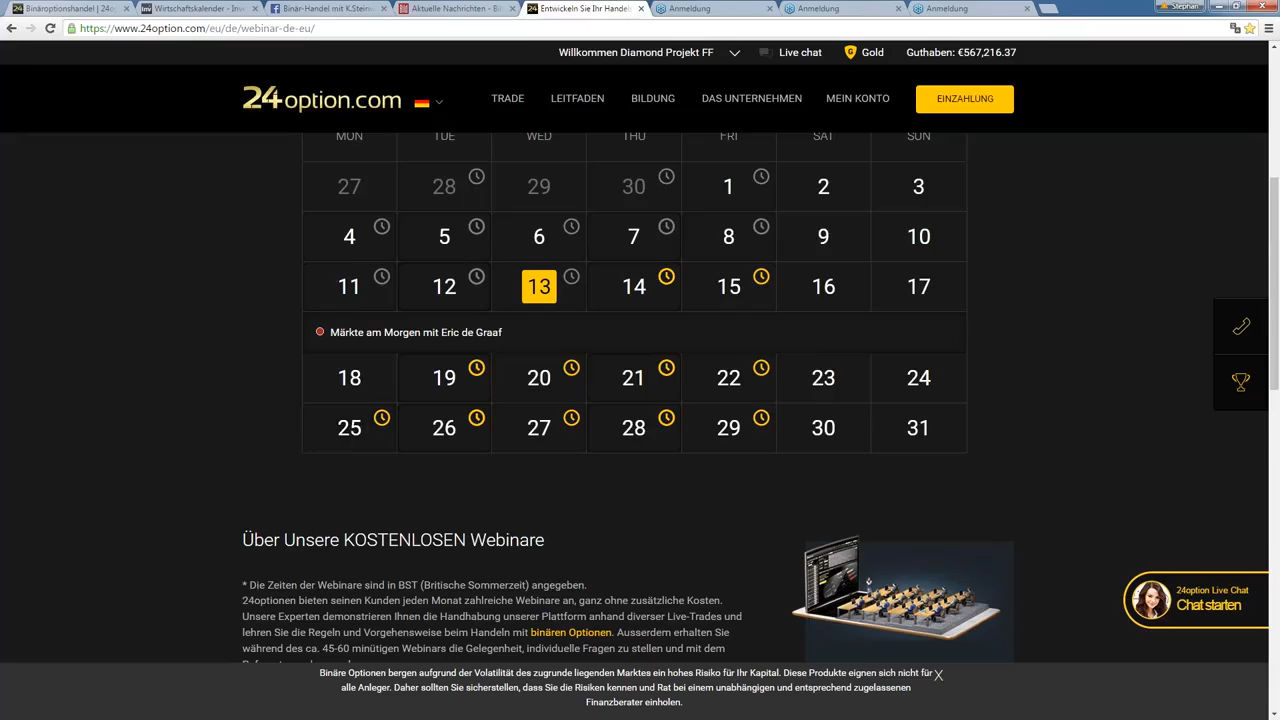 Binäroptionshandel | 24o
Wirtschaftskalender - Inve
Binär-Handel mit K.Steinm
Aktuelle Nachrichten - Bi
Entwickeln Sie Ihr Handels
Anmeldung
Anmeldung
Anmeldung
Stephan
https://www.24option.com/eu/de/webinar-de-eu/
Willkommen Diamond Projekt FF
Live chat
Gold
Guthaben: €567,216.37
24option.com
TRADE
LEITFADEN
BILDUNG
DAS UNTERNEHMEN
MEIN KONTO
EINZAHLUNG
MON TUE WED THU FRI SAT SUN
27 28 29 30 1 2 3
4 5 6 7 8 9 10
11 12 13 14 15 16 17
Märkte am Morgen mit Eric de Graaf
18 19 20 21 22 23 24
25 26 27 28 29 30 31
Über Unsere KOSTENLOSEN Webinare
* Die Zeiten der Webinare sind in BST (Britische Sommerzeit) angegeben.
24optionen bieten seinen Kunden jeden Monat zahlreiche Webinare an, ganz ohne zusätzliche Kosten.
Unsere Experten demonstrieren Ihnen die Handhabung unserer Plattform anhand diverser Live-Trades und
lehren Sie die Regeln und Vorgehensweise beim Handeln mit binären Optionen. Ausserdem erhalten Sie
während des ca. 45-60 minütigen Webinars die Gelegenheit, individuelle Fragen zu stellen und mit dem
24option Live Chat
Chat starten
Binäre Optionen bergen aufgrund der Volatilität des zugrunde liegenden Marktes ein hohes Risiko für Ihr Kapital. Diese Produkte eignen sich nicht für
X
alle Anleger. Daher sollten Sie sicherstellen, dass Sie die Risiken kennen und Rat bei einem unabhängigen und entsprechend zugelassenen
Finanzberater einholen.